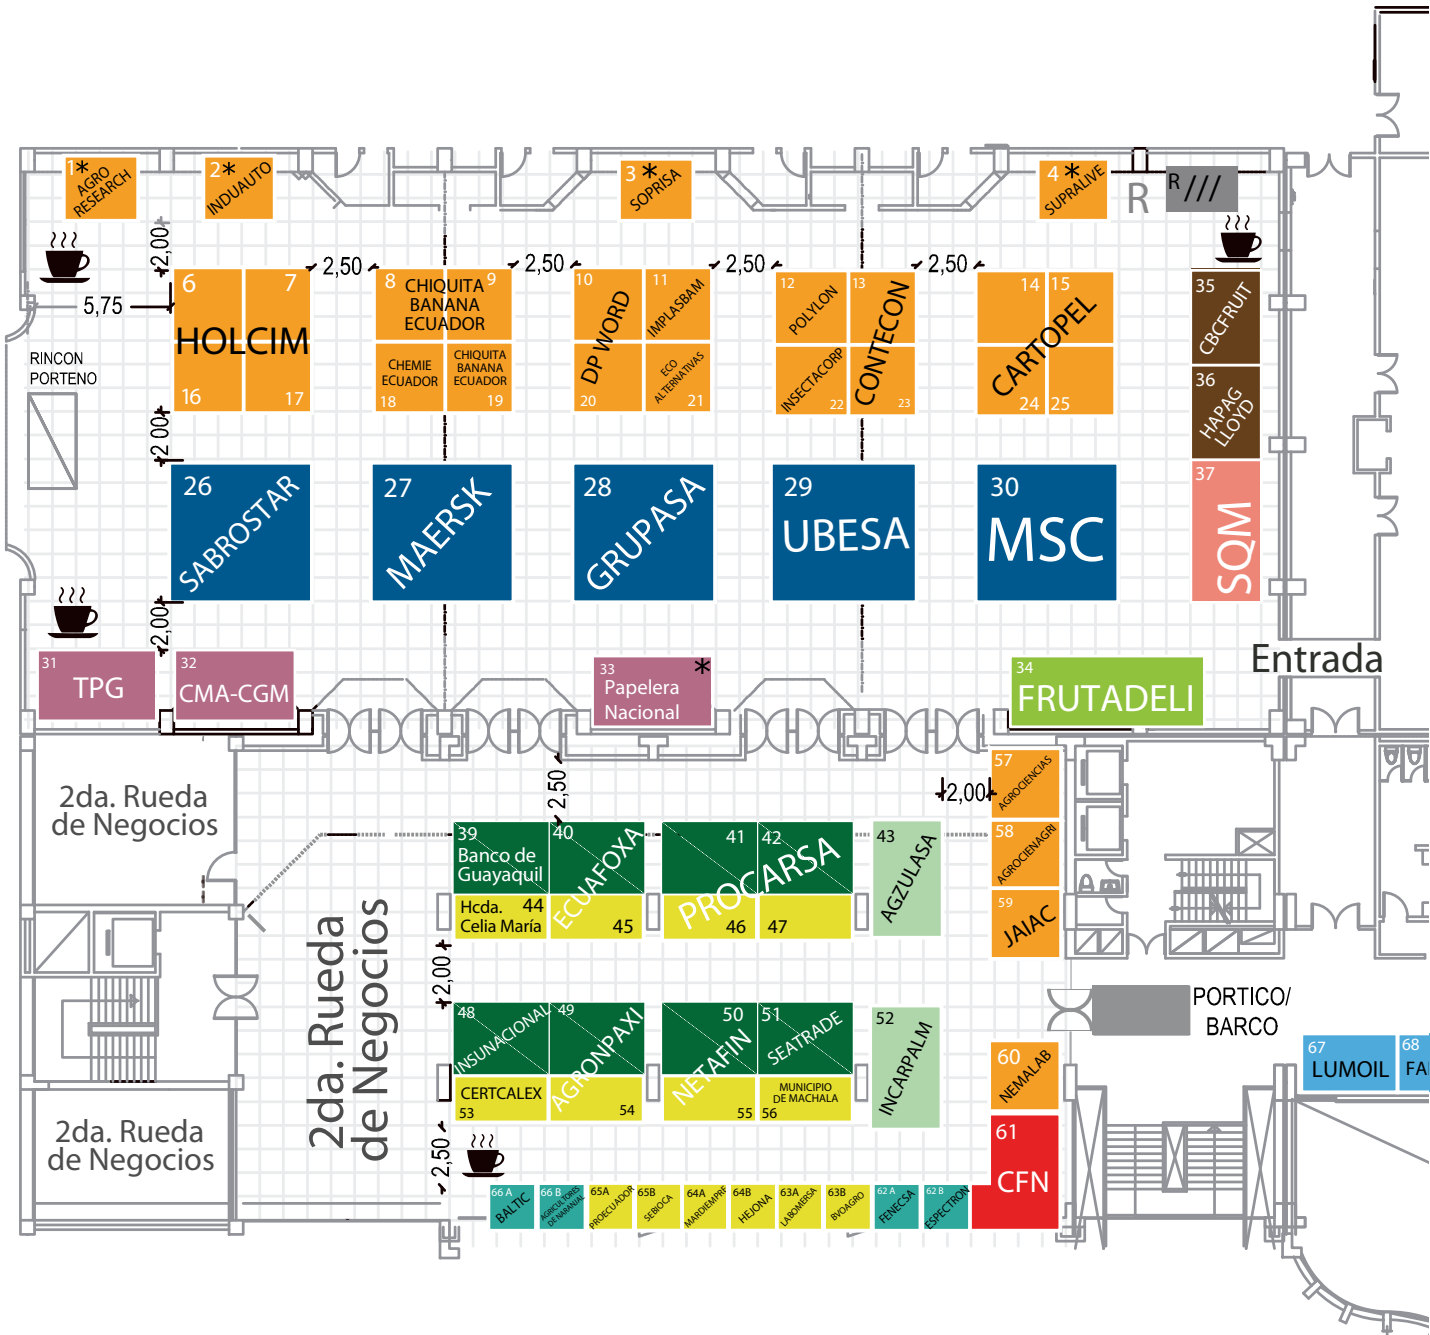 1*
AGRO
RESEARCH
2*
INDUAUTO
3*
SOPRISA
4*
SUPRALIVE
R
R
2,00
2,50
2,50
2,50
2,50
5,75
6
7
HOLCIM
16
17
8
9
CHIQUITA
BANANA
ECUADOR
CHEMIE
ECUADOR
18
CHIQUITA
BANANA
ECUADOR
19
10
DP WORD
20
11
IMPLASBAM
ECO
ALTERNATIVAS
21
12
POLYLON
INSECTACORP
22
13
CONTECON
23
14
15
CARTOPEL
24
25
35
CBCFRUIT
36
HAPAG
LLOYD
37
SQM
RINCON
PORTENO
2 00
26
SABROSTAR
27
MAERSK
28
GRUPASA
29
UBESA
30
MSC
2,00
31
TPG
32
CMA-CGM
33
*
Papelera
Nacional
34
FRUTADELI
Entrada
2da. Rueda
de Negocios
2,50
2,00
57
AGROCIENCIAS
58
AGROCIENAGRI
59
JAIAC
39
Banco de
Guayaquil
40
ECUAFOXA
41
42
PROCARSA
43
AGZULASA
Hcda.
44
Celia María
45
46
47
2da. Rueda
de Negocios
2,00
48
INSUNACIONAL
49
AGRONPAXI
50
NETAFIN
51
SEATRADE
52
INCARPALM
CERTCALEX
53
54
55
MUNICIPIO
DE MACHALA
56
PORTICO/
BARCO
60
NEMALAB
61
CFN
67
LUMOIL
68
FA
2da. Rueda
de Negocios
2,50
66 A
BALTIC
66 B
AGRICULTORES
DE NARANJAL
65A
PROECUADOR
65B
SEBIOCA
64A
MARDIEMPRE
64B
HEJONA
63A
LABOMERSA
63B
BYOAGRO
62 A
FENECSA
62 B
ESPECTRON